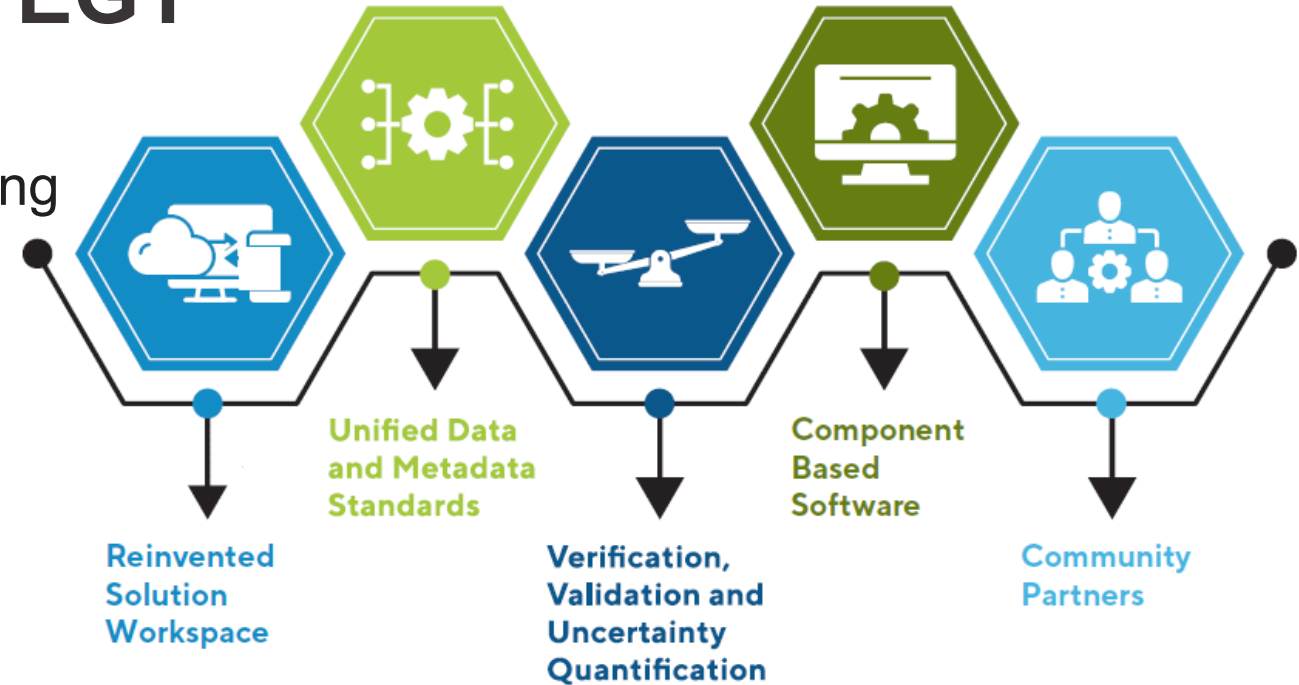 ng
Unified Data
and Metadata
Standards
Component
Based
Software
Reinvented
Solution
Workspace
Verification,
Validation and
Uncertainty
Quantification
Community
Partners